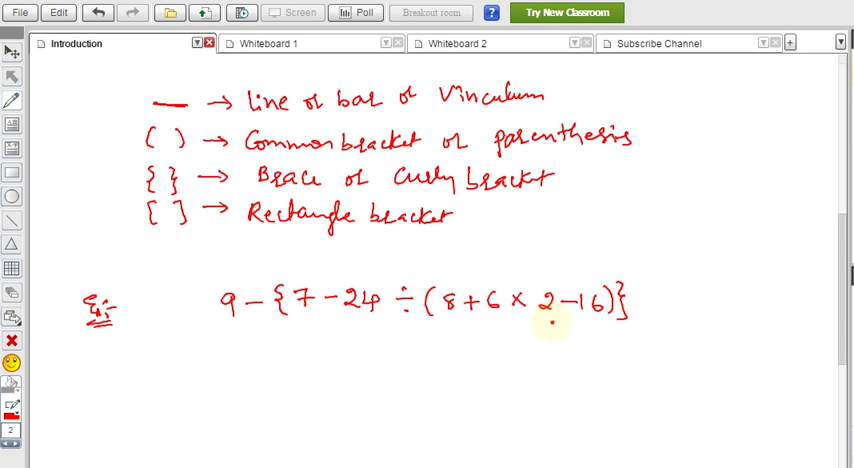 File Edit Screen Poll Breakout room ? Try New Classroom
Introduction Whiteboard 1 Whiteboard 2 Subscribe Channel
— → Line or bar or Vinculum
( ) → Common bracket or parenthesis
{ } → Brace or Curly bracket
[ ] → Rectangle bracket
Ex:- 9 - { 7 - 24 ÷ ( 8 + 6 × 2 - 16 ) }
2